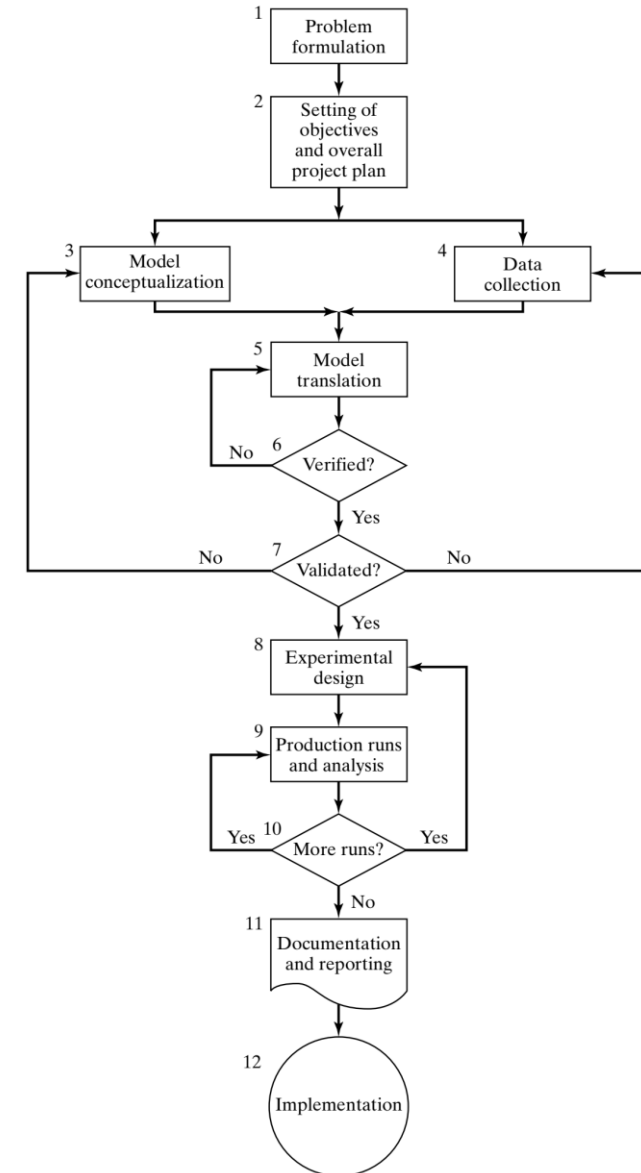 1
Problem
formulation
2
Setting of
objectives
and overall
project plan
3
Model
conceptualization
4
Data
collection
5
Model
translation
6
No
Verified?
Yes
7
No
Validated?
No
Yes
8
Experimental
design
9
Production runs
and analysis
Yes
10
More runs?
Yes
No
11
Documentation
and reporting
12
Implementation